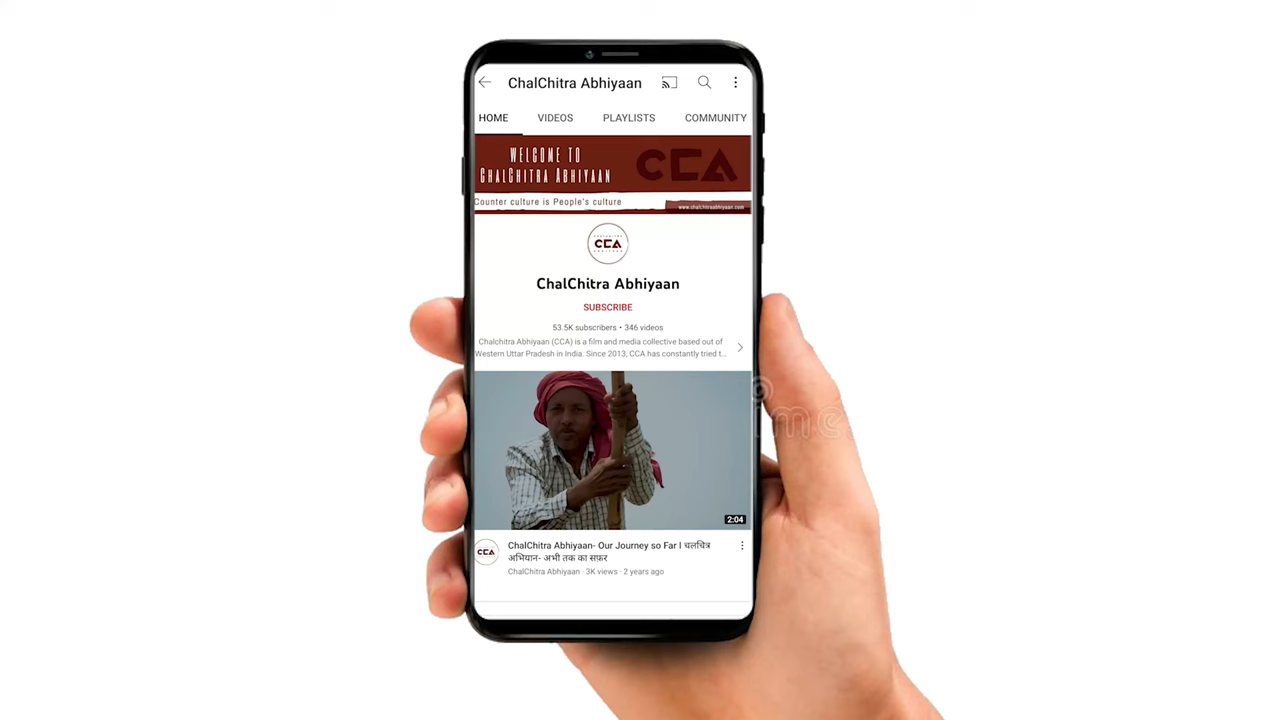 ChalChitra Abhiyaan
HOME VIDEOS PLAYLISTS COMMUNITY
WELCOME TO
CHALCHITRA ABHIYAAN
CCA
Counter culture is People's culture
www.chalchitraabhiyaan.com
CCA
ChalChitra Abhiyaan
SUBSCRIBE
53.5K subscribers • 346 videos
Chalchitra Abhiyaan (CCA) is a film and media collective based out of
Western Uttar Pradesh in India. Since 2013, CCA has constantly tried t...
2:04
CCA
ChalChitra Abhiyaan- Our Journey so Far I चलचित्र
अभियान- अभी तक का सफ़र
ChalChitra Abhiyaan · 3K views · 2 years ago